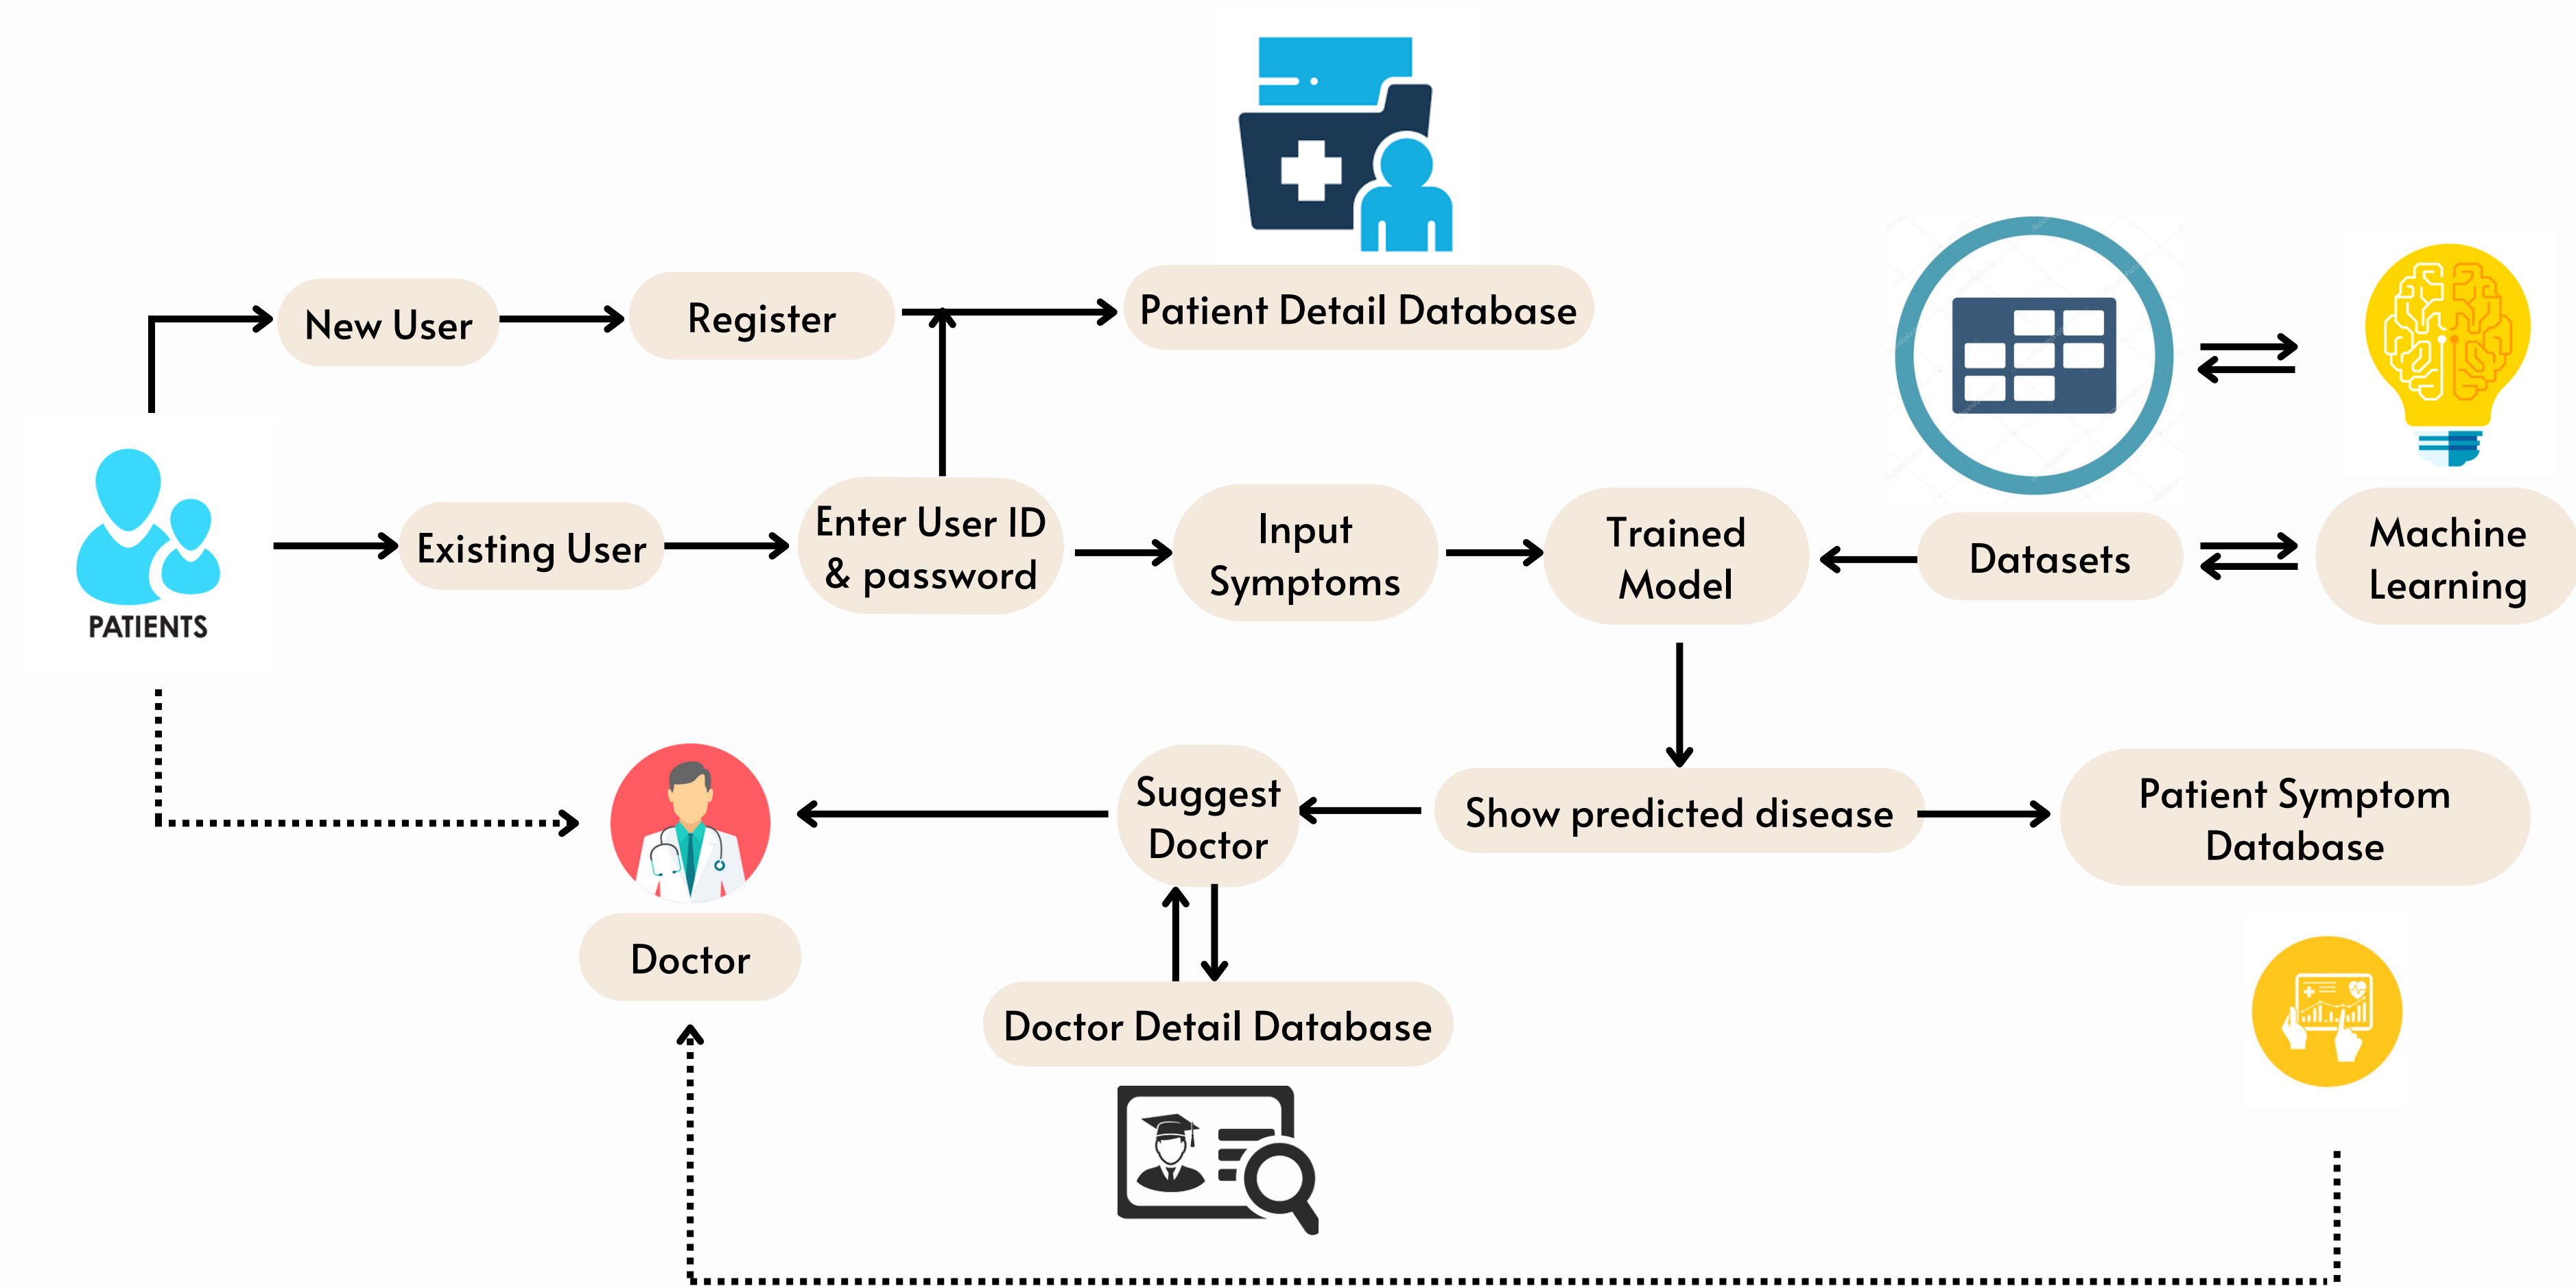 Patient Detail Database
New User
Register
PATIENTS
Existing User
Enter User ID
& password
Input
Symptoms
Trained
Model
Datasets
Machine
Learning
Doctor
Suggest
Doctor
Show predicted disease
Patient Symptom
Database
Doctor Detail Database